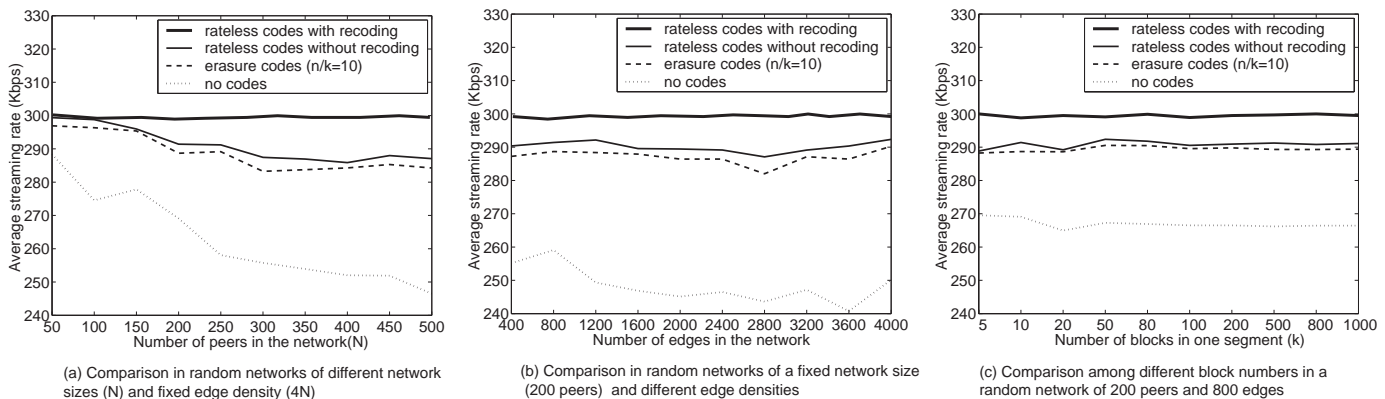 330
320
310
300
290
280
270
260
250
240
Average streaming rate (Kbps)
rateless codes with recoding
rateless codes without recoding
erasure codes (n/k=10)
no codes
50 100 150 200 250 300 350 400 450 500
Number of peers in the network(N)
(a) Comparison in random networks of different network
sizes (N) and fixed edge density (4N)
330
320
310
300
290
280
270
260
250
240
Average streaming rate (Kbps)
rateless codes with recoding
rateless codes without recoding
erasure codes (n/k=10)
no codes
400 800 1200 1600 2000 2400 2800 3200 3600 4000
Number of edges in the network
(b) Comparison in random networks of a fixed network size
(200 peers) and different edge densities
330
320
310
300
290
280
270
260
250
240
Average streaming rate (Kbps)
rateless codes with recoding
rateless codes without recoding
erasure codes (n/k=10)
no codes
5 10 20 50 80 100 200 500 800 1000
Number of blocks in one segment (k)
(c) Comparison among different block numbers in a
random network of 200 peers and 800 edges